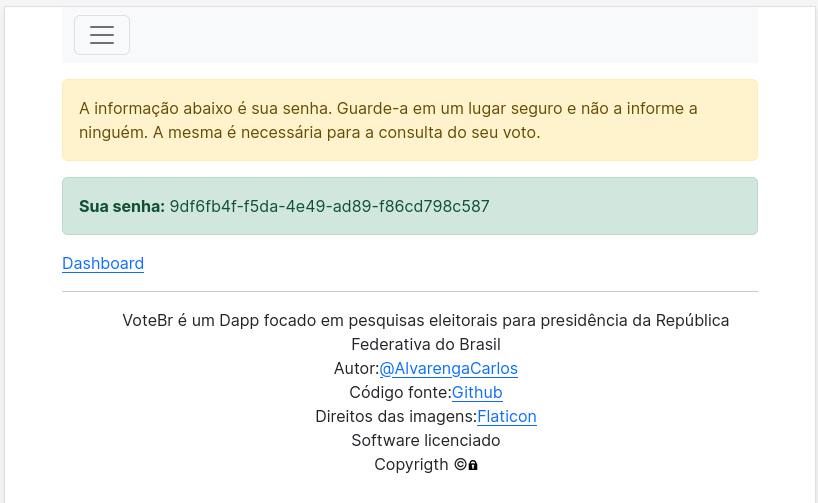 A informação abaixo é sua senha. Guarde-a em um lugar seguro e não a informe a
ninguém. A mesma é necessária para a consulta do seu voto.
Sua senha: 9df6fb4f-f5da-4e49-ad89-f86cd798c587
Dashboard
VoteBr é um Dapp focado em pesquisas eleitorais para presidência da República
Federativa do Brasil
Autor:@AlvarengaCarlos
Código fonte:Github
Direitos das imagens:Flaticon
Software licenciado
Copyrigth ©